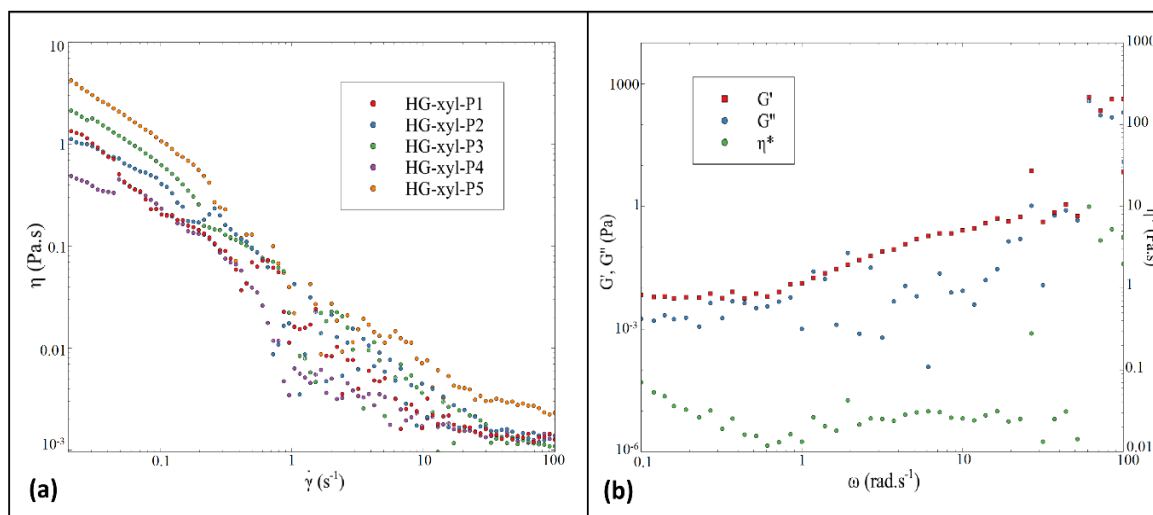 10
1
0.1
0.01
10-3
η (Pa.s)
0.1
1
10
100
γ̇ (s-1)
HG-xyl-P1
HG-xyl-P2
HG-xyl-P3
HG-xyl-P4
HG-xyl-P5
(a)
1000
1
10-3
10-6
G', G'' (Pa)
0.1
1
10
100
ω (rad.s-1)
G'
G''
η*
1000
100
10
1
0.1
0.01
(Pa.s)
(b)